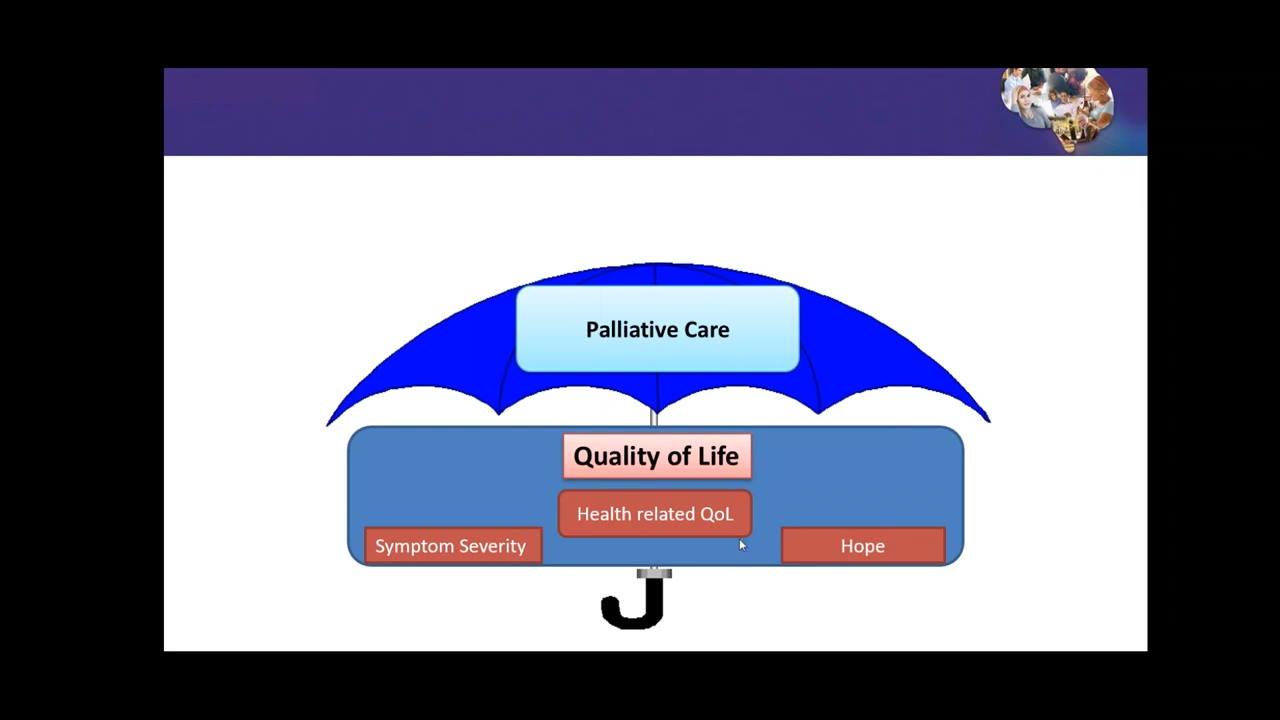 Palliative Care
Quality of Life
Health related QoL
Symptom Severity
Hope